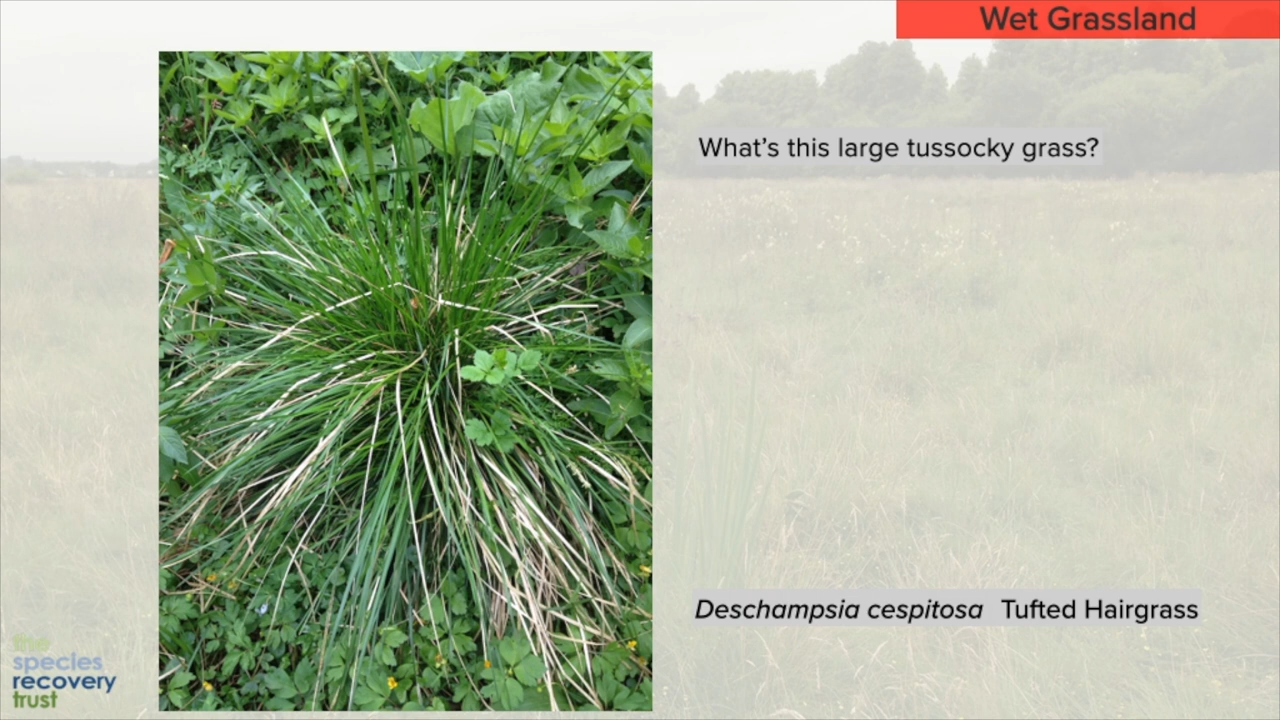 Wet Grassland
What's this large tussocky grass?
Deschampsia cespitosa Tufted Hairgrass
the
species
recovery
trust